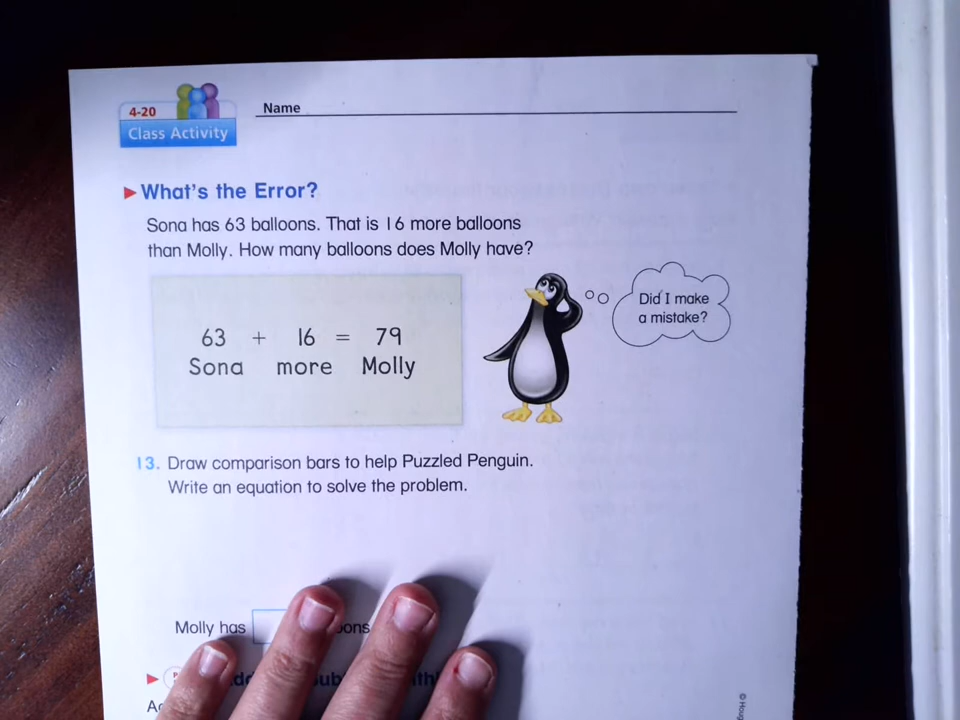 4-20
Class Activity
Name
What's the Error?
Sona has 63 balloons. That is 16 more balloons
than Molly. How many balloons does Molly have?
63 + 16 = 79
Sona more Molly
Did I make
a mistake?
13. Draw comparison bars to help Puzzled Penguin.
Write an equation to solve the problem.
Molly has